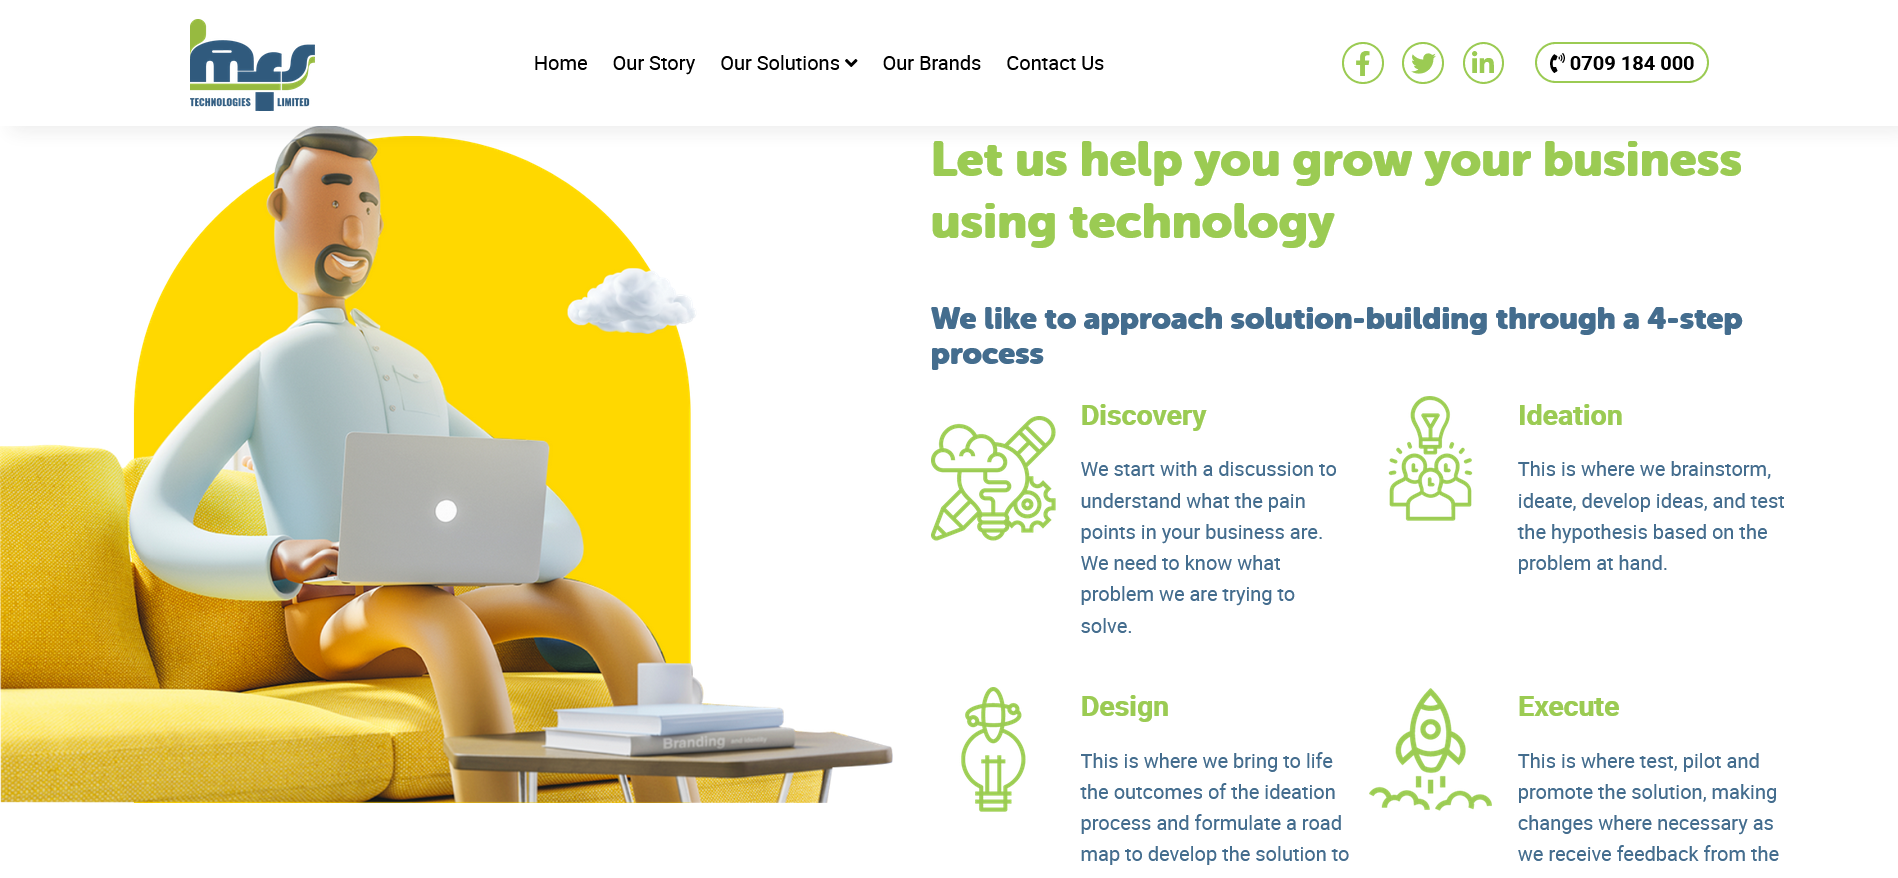 TECHNOLOGIES LIMITED
Home Our Story Our Solutions Our Brands Contact Us
0709 184 000
Let us help you grow your business
using technology
We like to approach solution-building through a 4-step
process
Discovery
We start with a discussion to
understand what the pain
points in your business are.
We need to know what
problem we are trying to
solve.
Ideation
This is where we brainstorm,
ideate, develop ideas, and test
the hypothesis based on the
problem at hand.
Design
This is where we bring to life
the outcomes of the ideation
process and formulate a road
map to develop the solution to
Execute
This is where test, pilot and
promote the solution, making
changes where necessary as
we receive feedback from the
Branding and identity